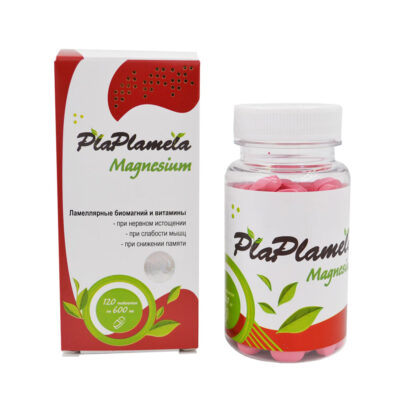 PlaPlamela
Magnesium
Ламеллярные биомагний и витамины
- при нервном истощении
- при слабости мышц
- при снижении памяти
120 таблеток
по 600 мг
PlaPlamela
Magnesium